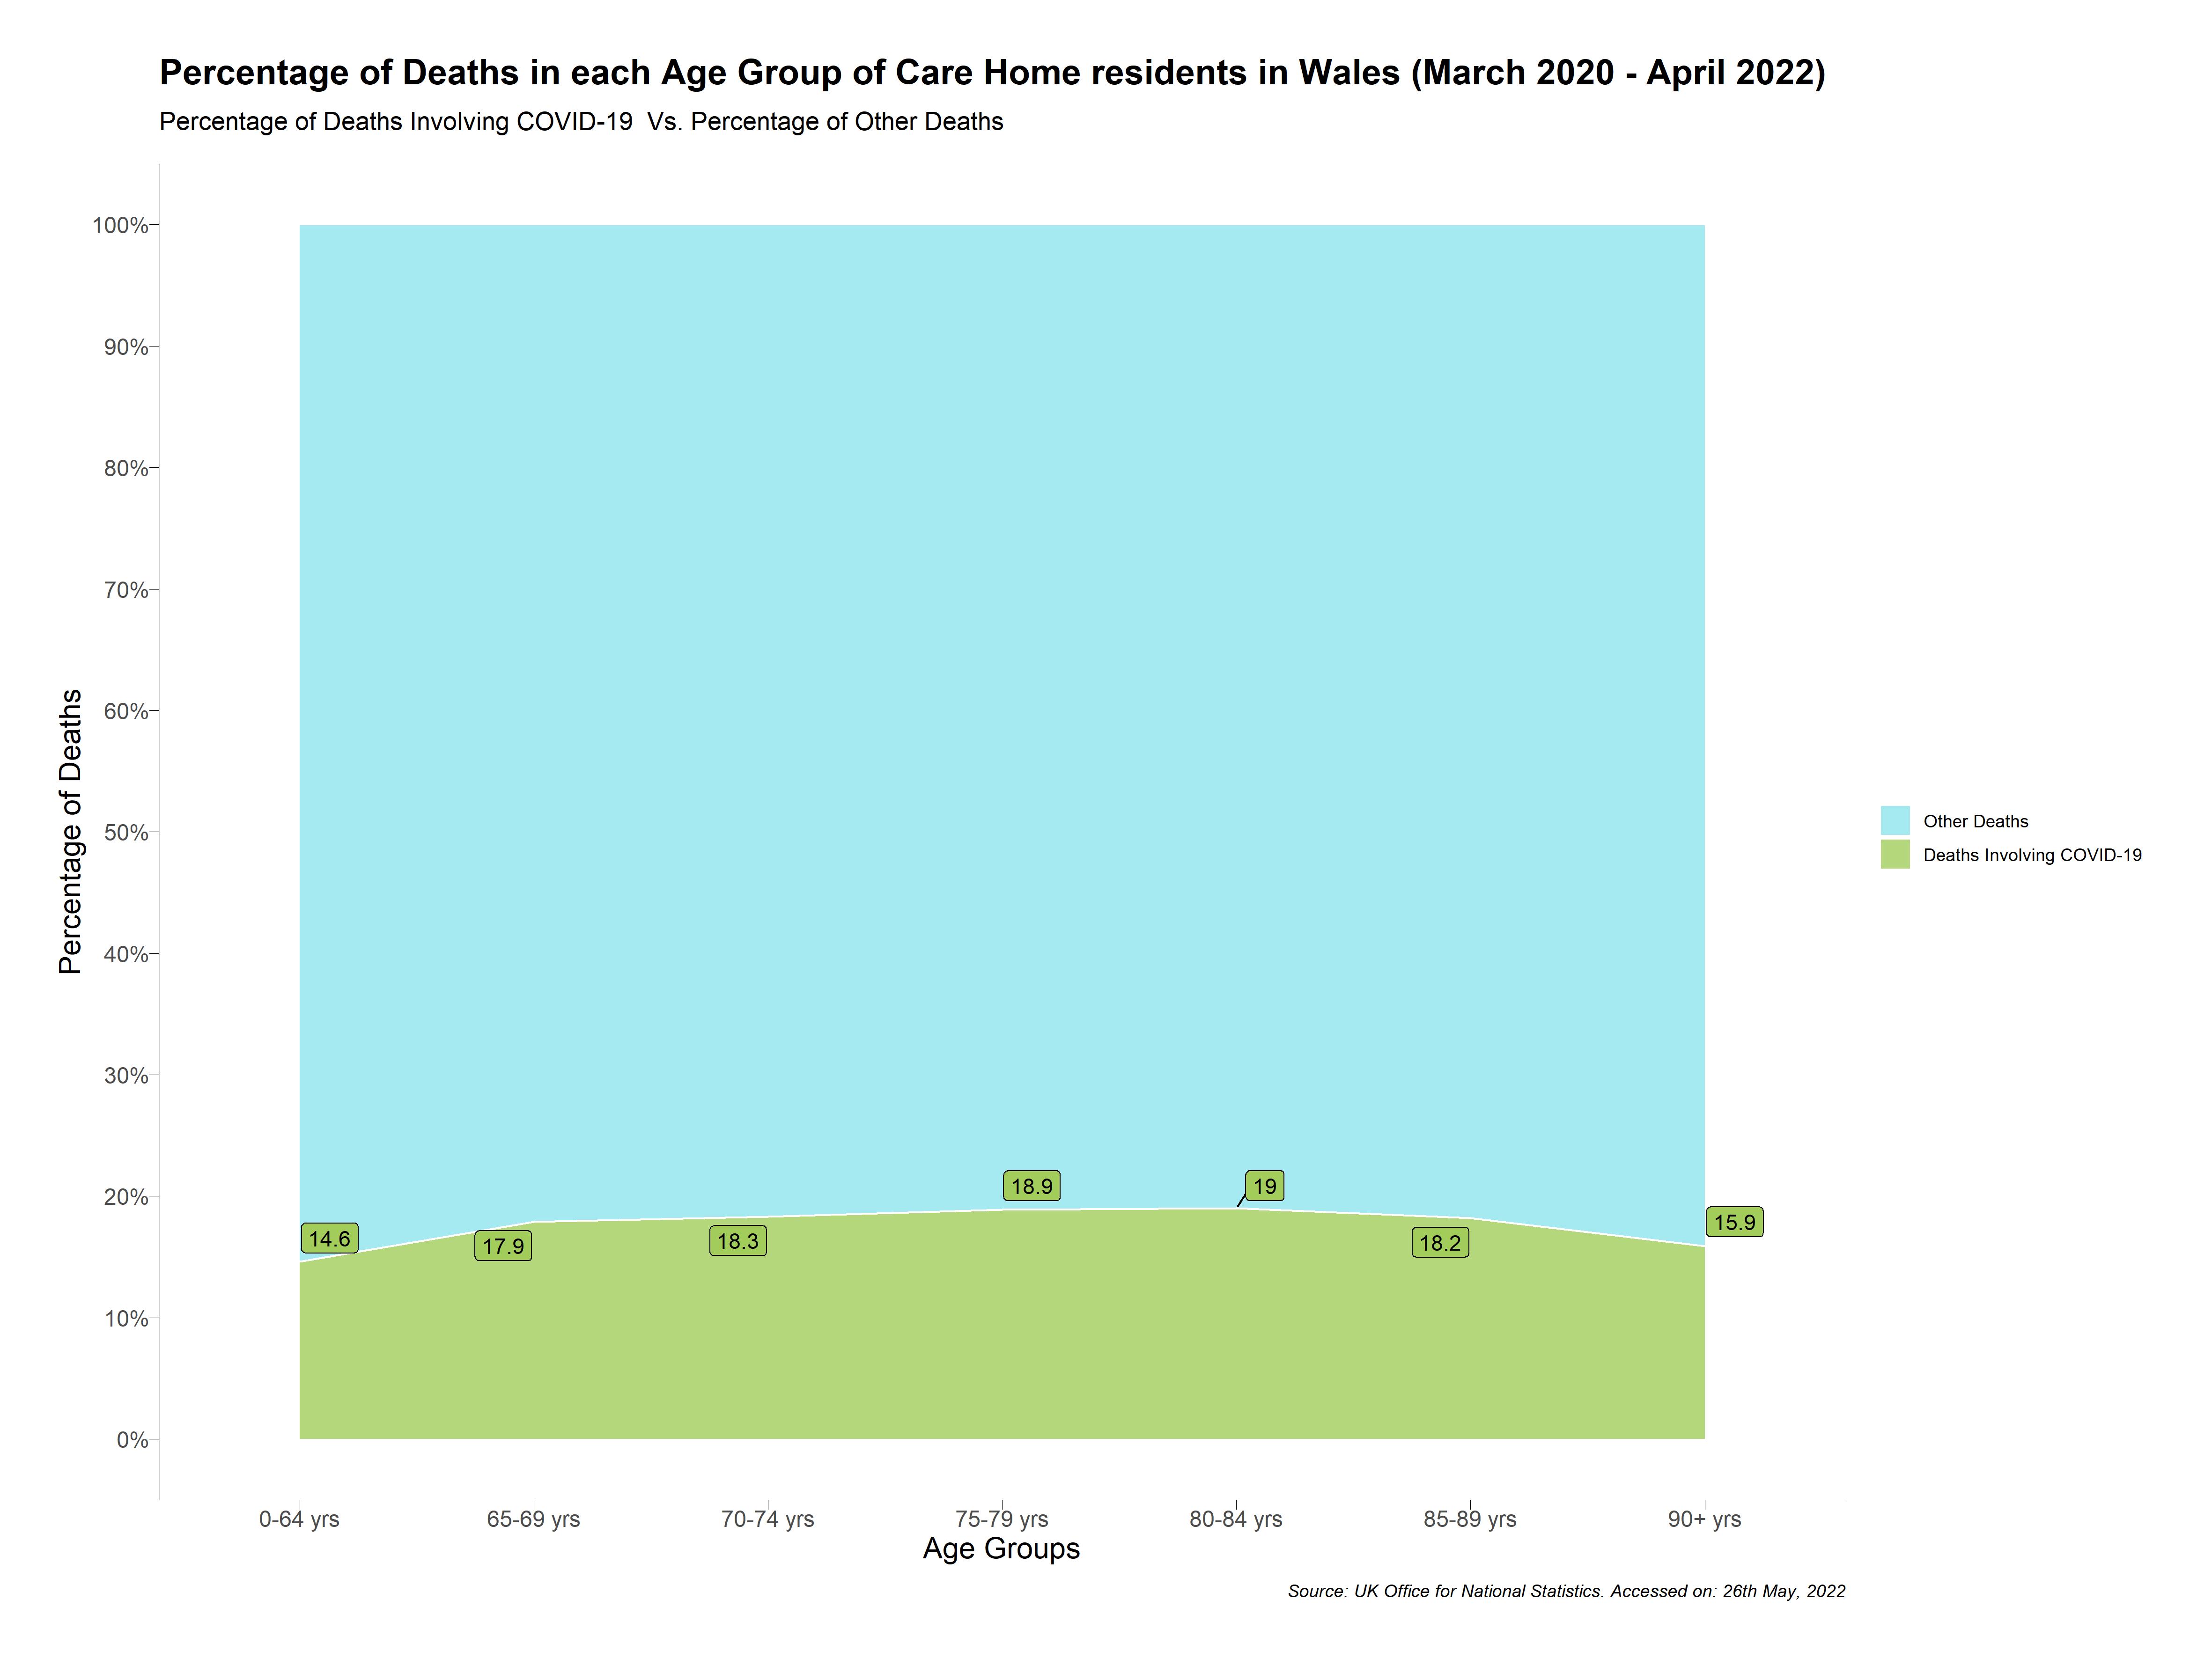 Percentage of Deaths in each Age Group of Care Home residents in Wales (March 2020 - April 2022)
Percentage of Deaths Involving COVID-19  Vs. Percentage of Other Deaths
Percentage of Deaths
100%
90%
80%
70%
60%
50%
40%
30%
20%
10%
0%
14.6
17.9
18.3
18.9
19
18.2
15.9
0-64 yrs
65-69 yrs
70-74 yrs
75-79 yrs
80-84 yrs
85-89 yrs
90+ yrs
Age Groups
Other Deaths
Deaths Involving COVID-19
Source: UK Office for National Statistics. Accessed on: 26th May, 2022